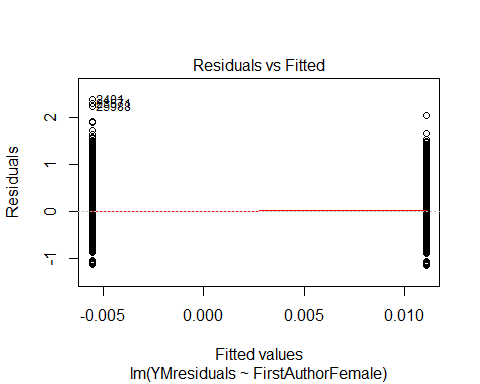 Residuals vs Fitted
2
1
0
-1
Residuals
-0.005 0.000 0.005 0.010
Fitted values
lm(YMresiduals ~ FirstAuthorFemale)